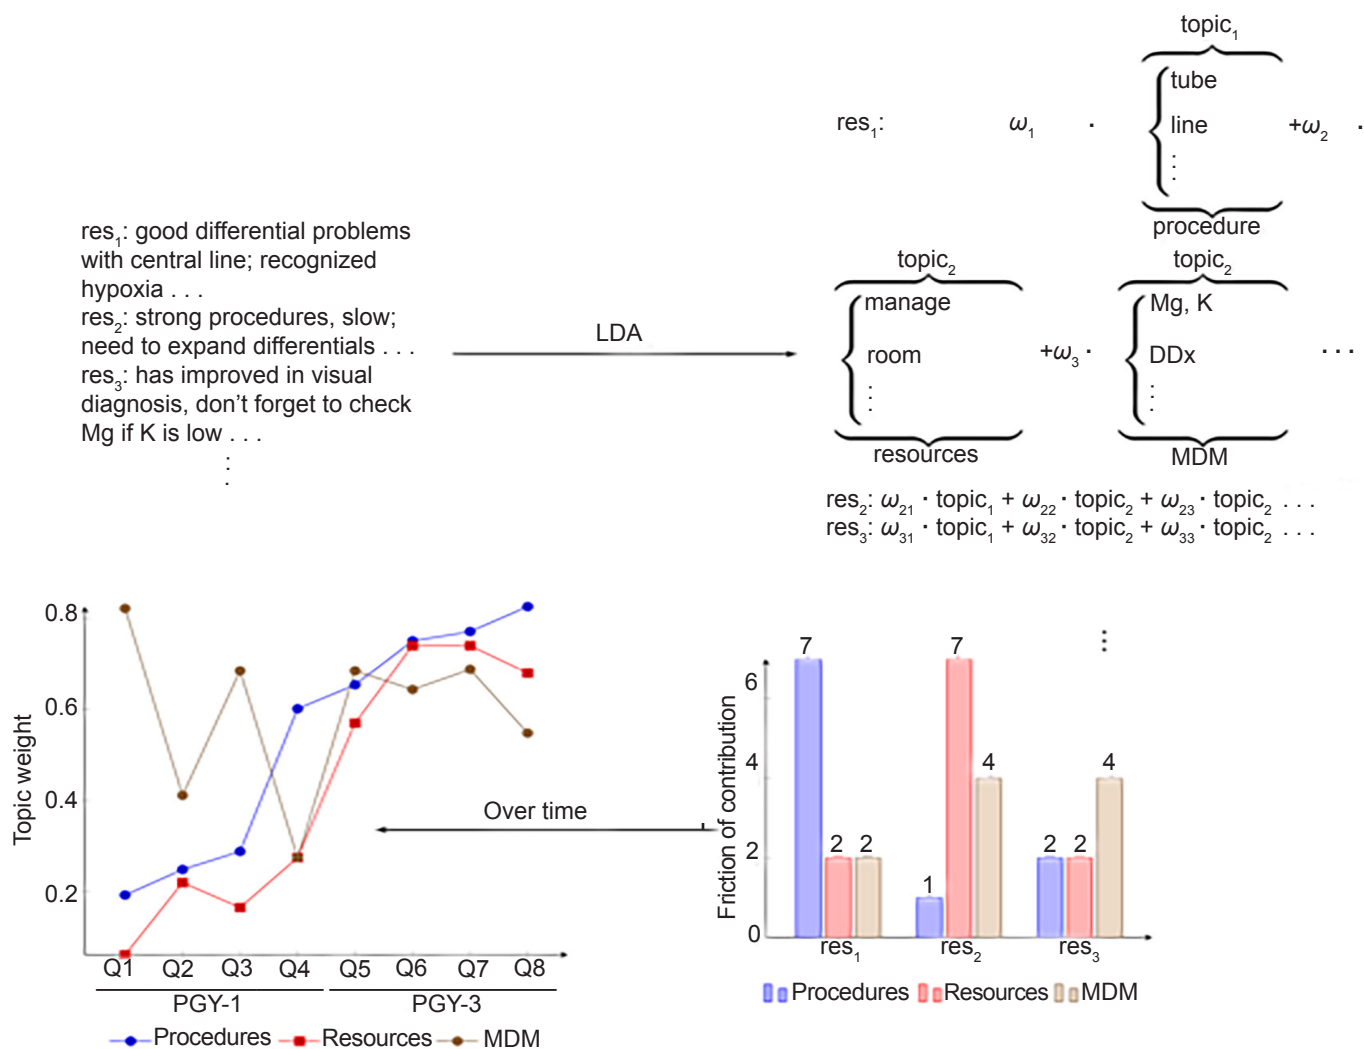 topic1
tube
res1: ω1 · line +ω2 ·
⋮
procedure
res1: good differential problems
with central line; recognized
hypoxia . . .
res2: strong procedures, slow;
need to expand differentials . . .
res3: has improved in visual
diagnosis, don't forget to check
Mg if K is low . . .
⋮
LDA
topic2 topic2
manage Mg, K
room +ω3 · DDx · · ·
⋮ ⋮
resources MDM
res2: ω21 · topic1 + ω22 · topic2 + ω23 · topic2 . . .
res3: ω31 · topic1 + ω32 · topic2 + ω33 · topic2 . . .
⋮
Topic weight
0.8
0.6
0.4
0.2
Q1 Q2 Q3 Q4 Q5 Q6 Q7 Q8
PGY-1 PGY-3
Procedures Resources MDM
Over time
Friction of contribution
6
4
2
0
7 2 2 1 7 4 2 2 4
res1 res2 res3
Procedures Resources MDM